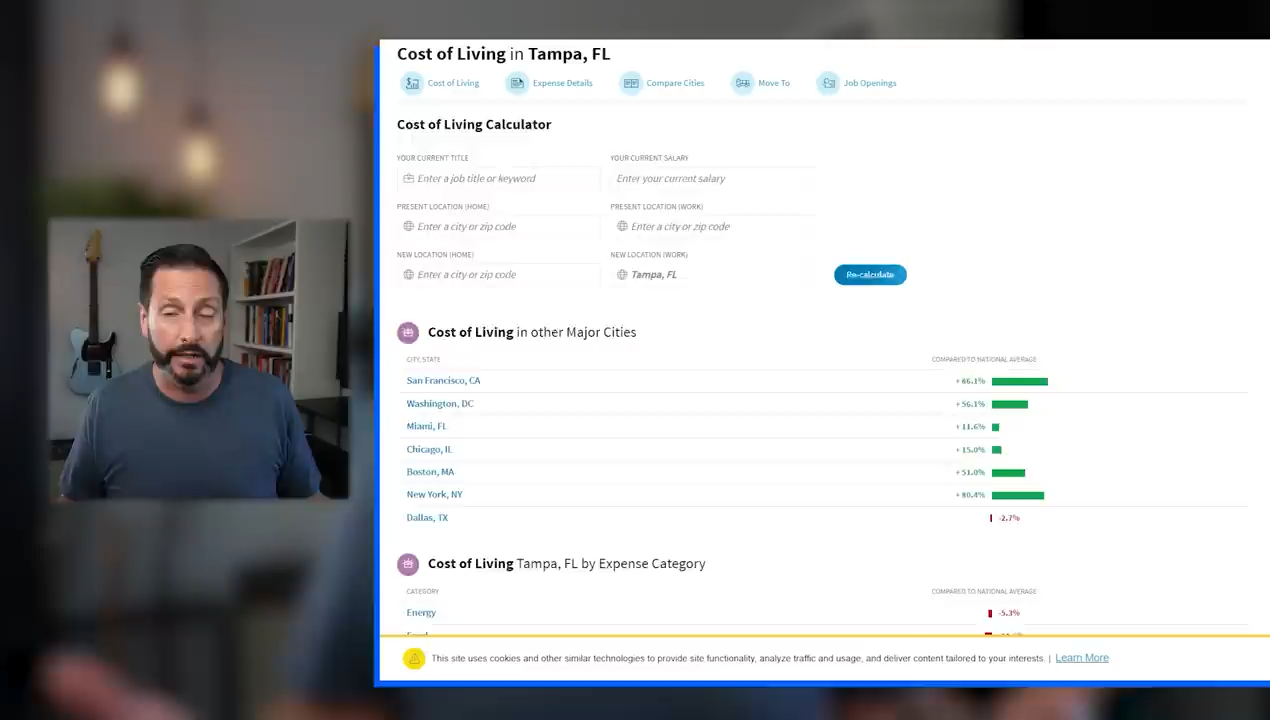 Cost of Living in Tampa, FL
Cost of Living Expense Details Compare Cities Move To Job Openings
Cost of Living Calculator
YOUR CURRENT TITLE YOUR CURRENT SALARY
Enter a job title or keyword Enter your current salary
PRESENT LOCATION (HOME) PRESENT LOCATION (WORK)
Enter a city or zip code Enter a city or zip code
NEW LOCATION (HOME) NEW LOCATION (WORK)
Enter a city or zip code Tampa, FL Re-calculate
Cost of Living in other Major Cities
CITY, STATE COMPARED TO NATIONAL AVERAGE
San Francisco, CA +86.1%
Washington, DC +56.1%
Miami, FL +11.6%
Chicago, IL +15.0%
Boston, MA +51.0%
New York, NY +80.4%
Dallas, TX -2.7%
Cost of Living Tampa, FL by Expense Category
CATEGORY COMPARED TO NATIONAL AVERAGE
Energy -5.3%
This site uses cookies and other similar technologies to provide site functionality, analyze traffic and usage, and deliver content tailored to your interests. | Learn More